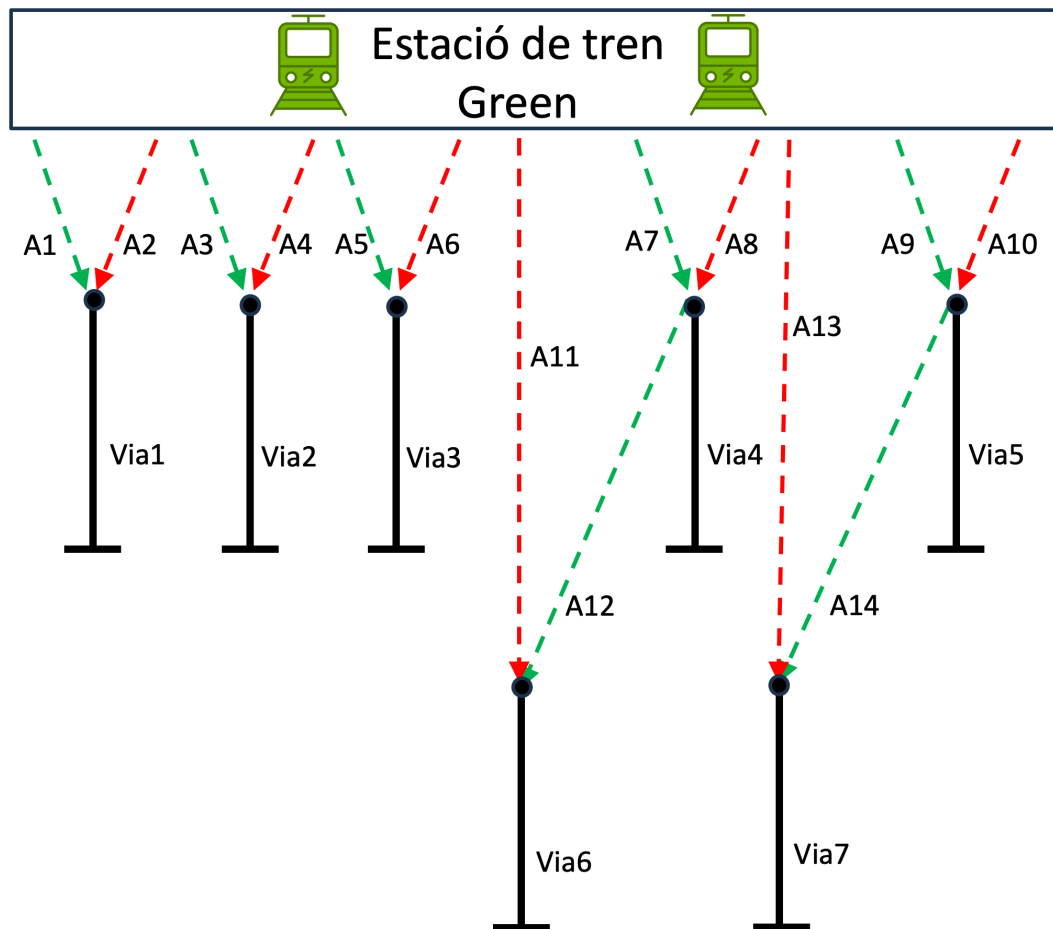 Estació de tren
Green
A1 A2 A3 A4 A5 A6 A7 A8 A9 A10
A13
A11
Via1 Via2 Via3 Via4 Via5
A12 A14
Via6 Via7